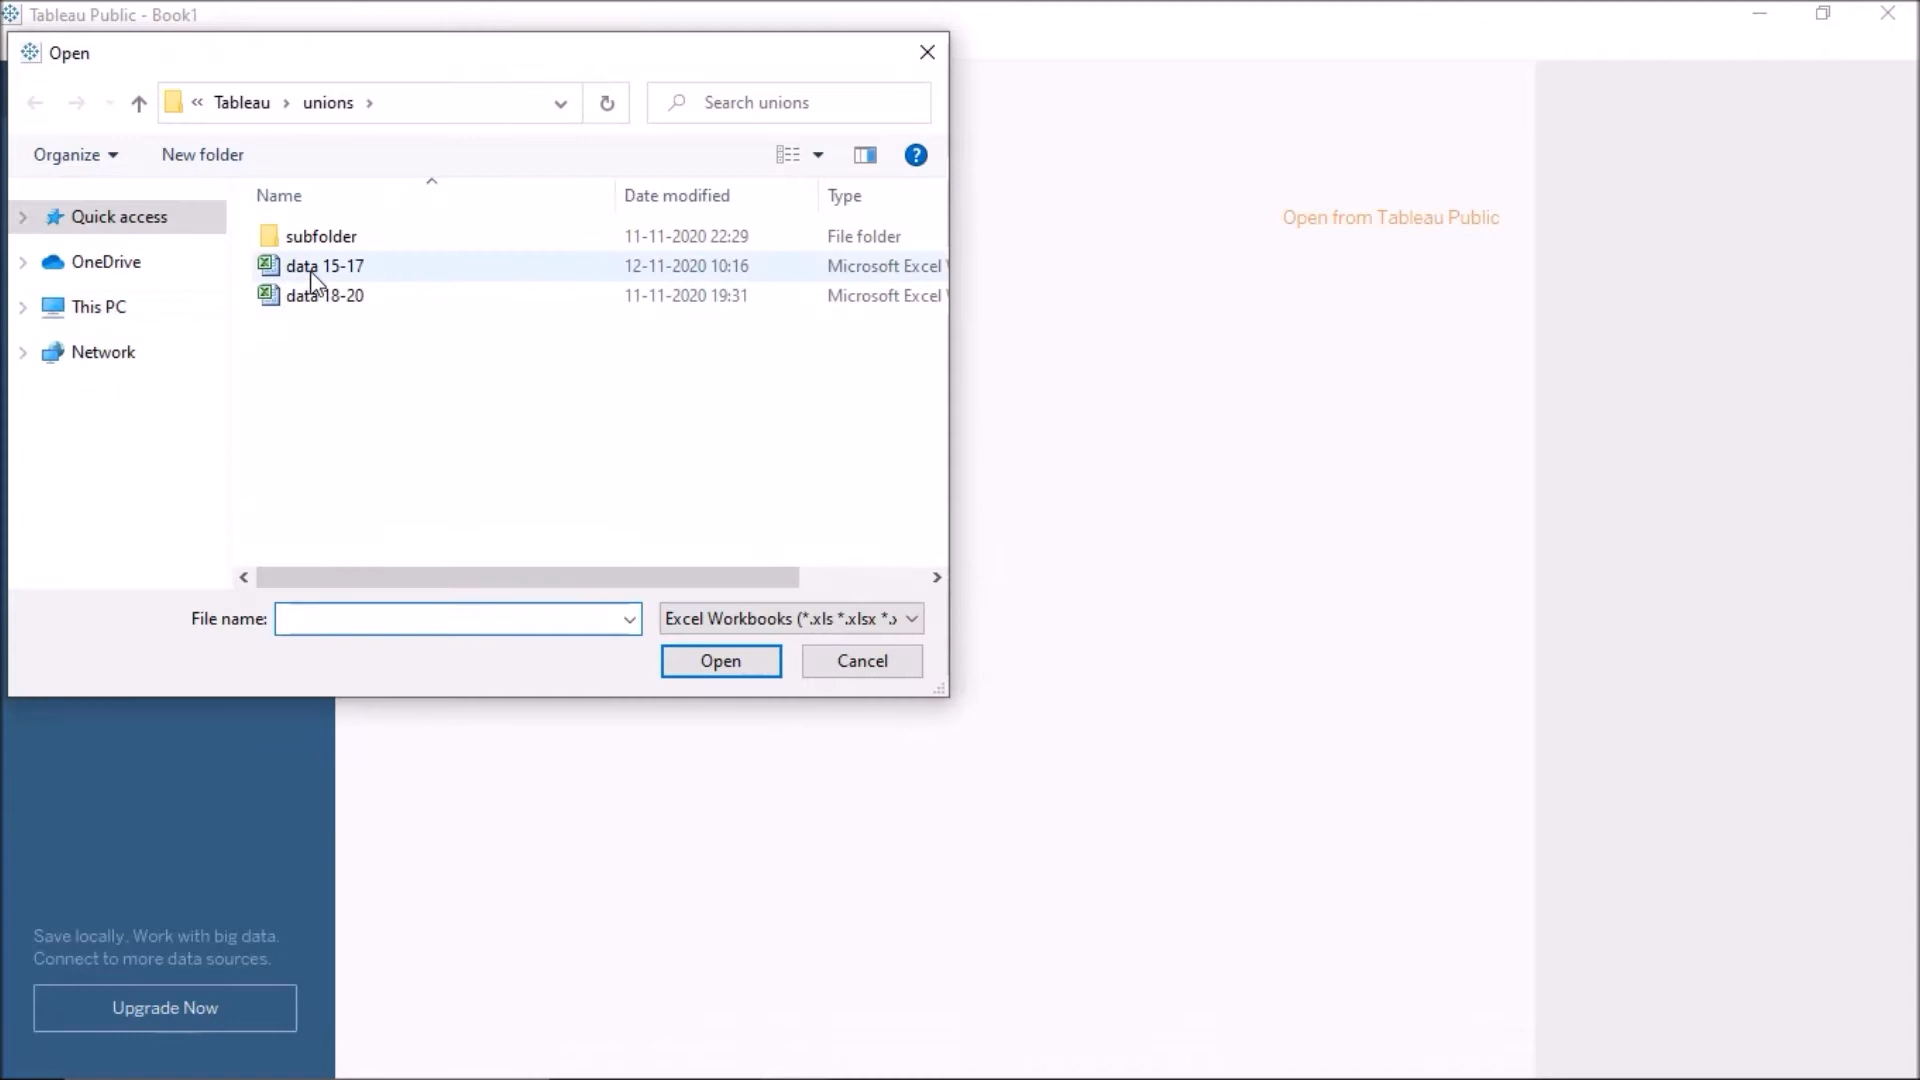 Tableau Public - Book1
Open
« Tableau › unions ›
Search unions
Organize
New folder
?
Name Date modified Type
Quick access
OneDrive
This PC
Network
subfolder 11-11-2020 22:29 File folder
data 15-17 12-11-2020 10:16 Microsoft Excel
data 18-20 11-11-2020 19:31 Microsoft Excel
Open from Tableau Public
File name:
Excel Workbooks (*.xls *.xlsx *.x
Open
Cancel
Save locally. Work with big data.
Connect to more data sources.
Upgrade Now